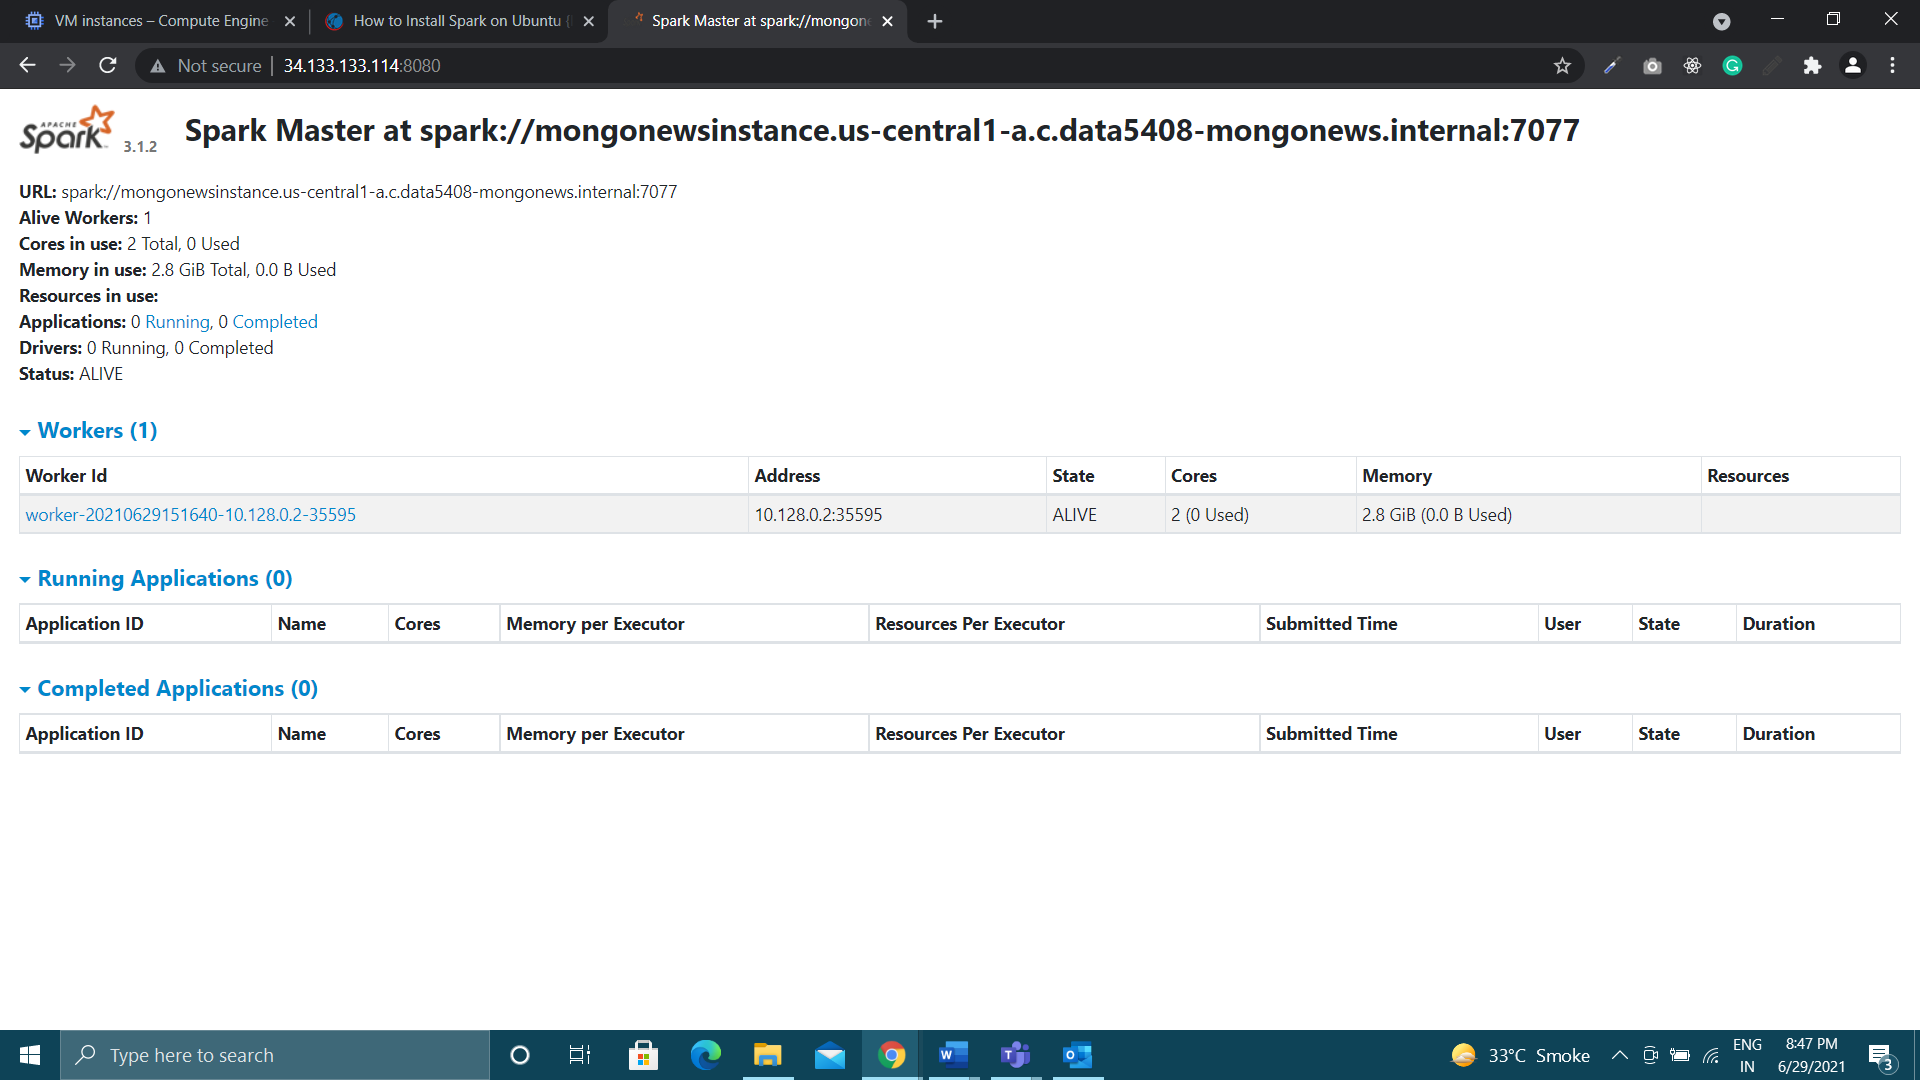 VM instances – Compute Engine
How to Install Spark on Ubuntu {
Spark Master at spark://mongone
Not secure | 34.133.133.114:8080
APACHE
Spark 3.1.2
Spark Master at spark://mongonewsinstance.us-central1-a.c.data5408-mongonews.internal:7077
URL: spark://mongonewsinstance.us-central1-a.c.data5408-mongonews.internal:7077
Alive Workers: 1
Cores in use: 2 Total, 0 Used
Memory in use: 2.8 GiB Total, 0.0 B Used
Resources in use:
Applications: 0 Running, 0 Completed
Drivers: 0 Running, 0 Completed
Status: ALIVE
Workers (1)
Worker Id Address State Cores Memory Resources
worker-20210629151640-10.128.0.2-35595 10.128.0.2:35595 ALIVE 2 (0 Used) 2.8 GiB (0.0 B Used)
Running Applications (0)
Application ID Name Cores Memory per Executor Resources Per Executor Submitted Time User State Duration
Completed Applications (0)
Application ID Name Cores Memory per Executor Resources Per Executor Submitted Time User State Duration
Type here to search
33°C Smoke
ENG
IN
8:47 PM
6/29/2021
3